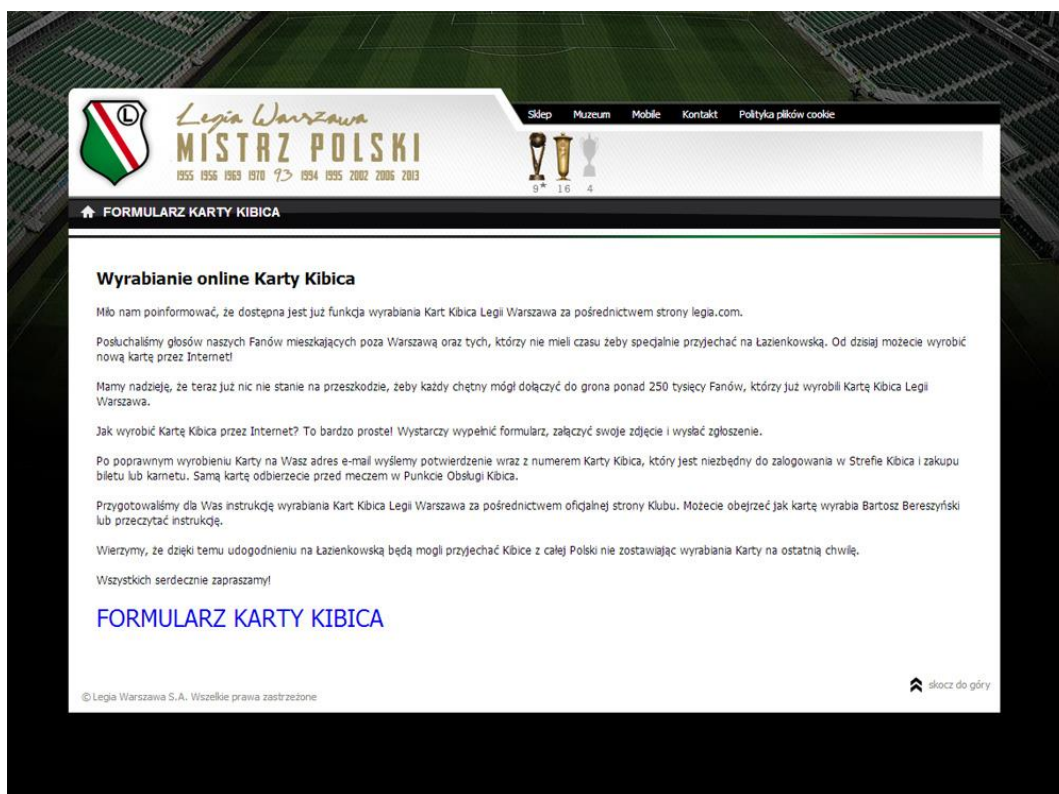 L
Legia Warszawa
MISTRZ POLSKI
1955 1956 1969 1970 93 1994 1995 2002 2006 2013
Sklep Muzeum Mobile Kontakt Polityka plików cookie
9* 16 4
FORMULARZ KARTY KIBICA
Wyrabianie online Karty Kibica
Miło nam poinformować, że dostępna jest już funkcja wyrabiania Kart Kibica Legii Warszawa za pośrednictwem strony legia.com.
Posłuchaliśmy głosów naszych Fanów mieszkających poza Warszawą oraz tych, którzy nie mieli czasu żeby specjalnie przyjechać na Łazienkowską. Od dzisiaj możecie wyrobić
nową kartę przez Internet!
Mamy nadzieję, że teraz już nic nie stanie na przeszkodzie, żeby każdy chętny mógł dołączyć do grona ponad 250 tysięcy Fanów, którzy już wyrobili Kartę Kibica Legii
Warszawa.
Jak wyrobić Kartę Kibica przez Internet? To bardzo proste! Wystarczy wypełnić formularz, załączyć swoje zdjęcie i wysłać zgłoszenie.
Po poprawnym wyrobieniu Karty na Wasz adres e-mail wyślemy potwierdzenie wraz z numerem Karty Kibica, który jest niezbędny do zalogowania w Strefie Kibica i zakupu
biletu lub karnetu. Samą kartę odbierzecie przed meczem w Punkcie Obsługi Kibica.
Przygotowaliśmy dla Was instrukcję wyrabiania Kart Kibica Legii Warszawa za pośrednictwem oficjalnej strony Klubu. Możecie obejrzeć jak kartę wyrabia Bartosz Bereszyński
lub przeczytać instrukcję.
Wierzymy, że dzięki temu udogodnieniu na Łazienkowską będą mogli przyjechać Kibice z całej Polski nie zostawiając wyrabiania Karty na ostatnią chwilę.
Wszystkich serdecznie zapraszamy!
FORMULARZ KARTY KIBICA
skocz do góry
© Legia Warszawa S.A. Wszelkie prawa zastrzeżone